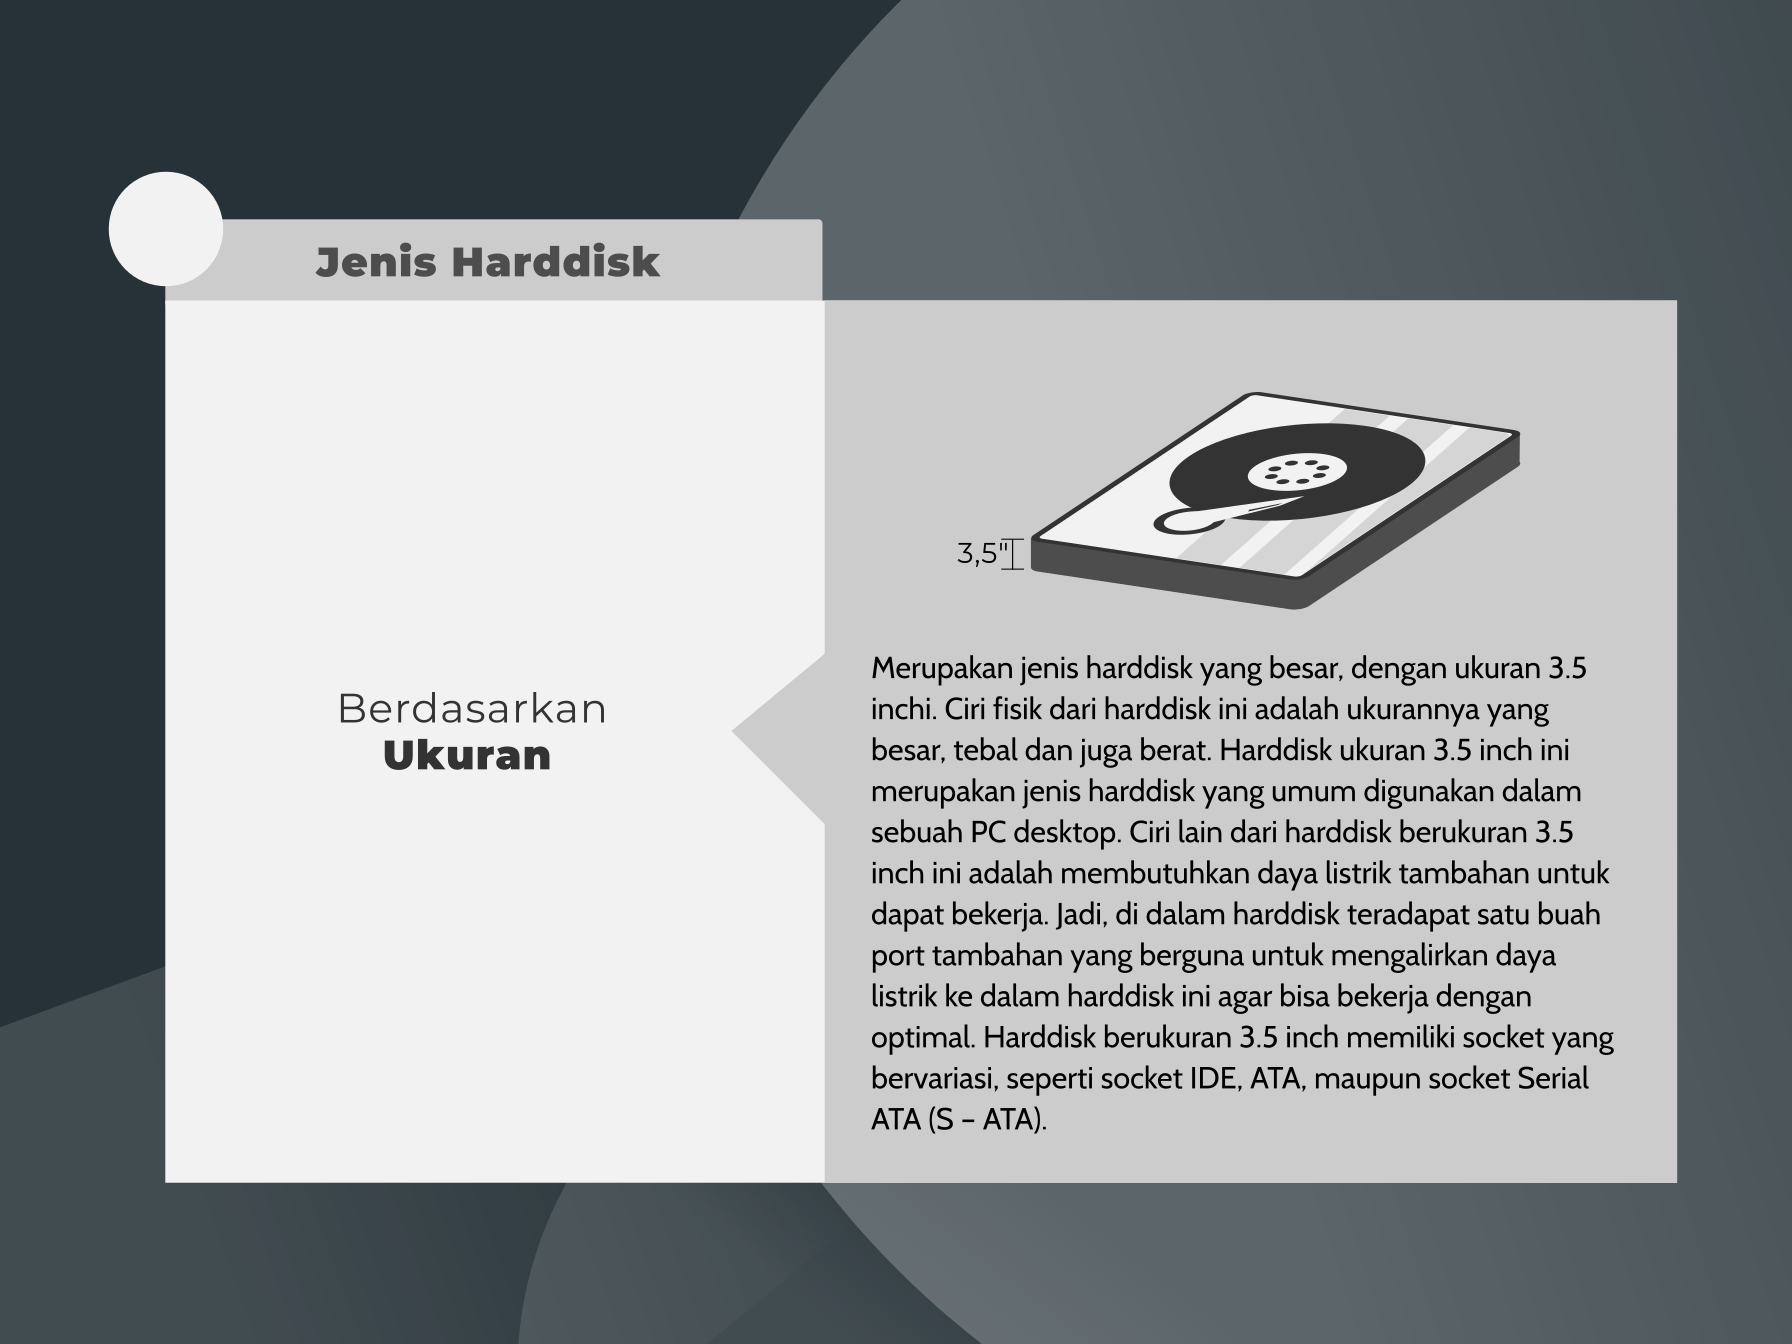 Jenis Harddisk
Berdasarkan
Ukuran
3,5"
Merupakan jenis harddisk yang besar, dengan ukuran 3.5
inchi. Ciri fisik dari harddisk ini adalah ukurannya yang
besar, tebal dan juga berat. Harddisk ukuran 3.5 inch ini
merupakan jenis harddisk yang umum digunakan dalam
sebuah PC desktop. Ciri lain dari harddisk berukuran 3.5
inch ini adalah membutuhkan daya listrik tambahan untuk
dapat bekerja. Jadi, di dalam harddisk teradapat satu buah
port tambahan yang berguna untuk mengalirkan daya
listrik ke dalam harddisk ini agar bisa bekerja dengan
optimal. Harddisk berukuran 3.5 inch memiliki socket yang
bervariasi, seperti socket IDE, ATA, maupun socket Serial
ATA (S – ATA).